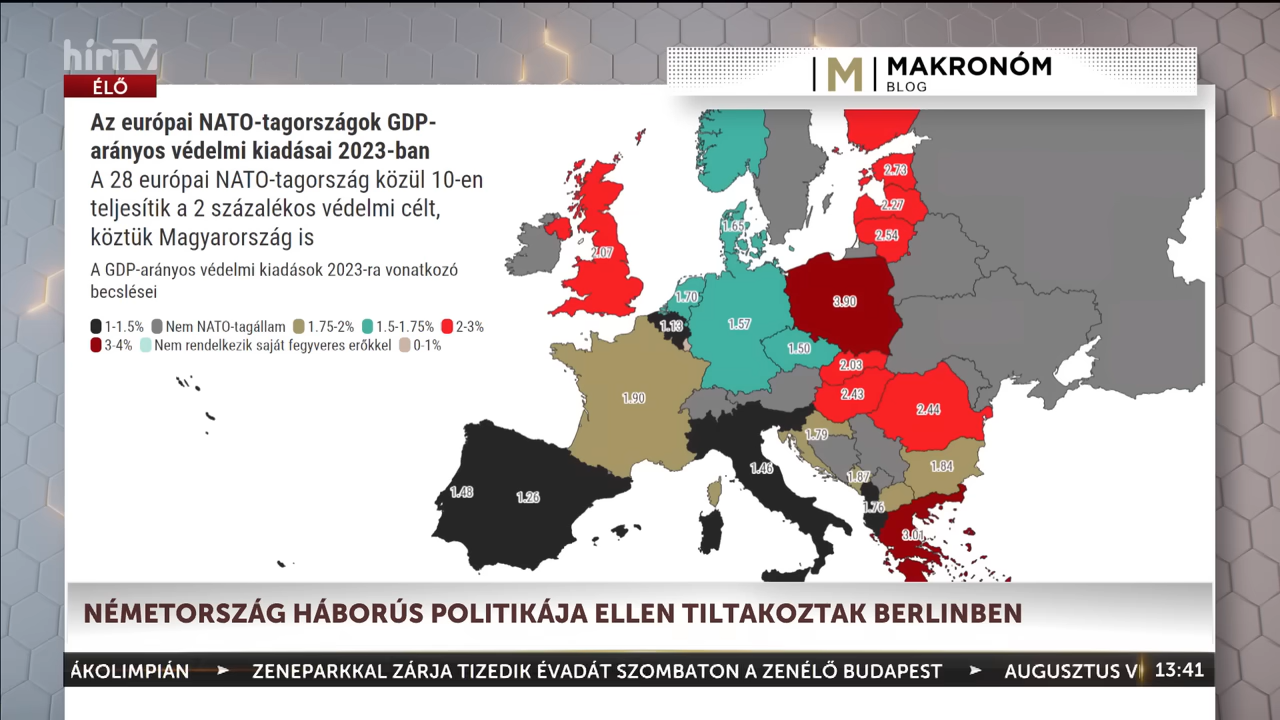 hírTV
ÉLŐ
M
MAKRONÓM
BLOG
Az európai NATO-tagországok GDP-
arányos védelmi kiadásai 2023-ban
A 28 európai NATO-tagország közül 10-en
teljesítik a 2 százalékos védelmi célt,
köztük Magyarország is
A GDP-arányos védelmi kiadások 2023-ra vonatkozó
becslései
1-1.5% Nem NATO-tagállam 1.75-2% 1.5-1.75% 2-3%
3-4% Nem rendelkezik saját fegyveres erőkkel 0-1%
2.73
2.27
1.65
2.54
2.07
1.70
3.90
1.13
1.57
1.50
2.03
2.43
1.90
2.44
1.79
1.46
1.84
1.87
1.48
1.26
1.76
3.01
NÉMETORSZÁG HÁBORÚS POLITIKÁJA ELLEN TILTAKOZTAK BERLINBEN
ÁKOLIMPIÁN ➤ ZENEPARKKAL ZÁRJA TIZEDIK ÉVADÁT SZOMBATON A ZENÉLŐ BUDAPEST ➤ AUGUSZTUS V 13:41